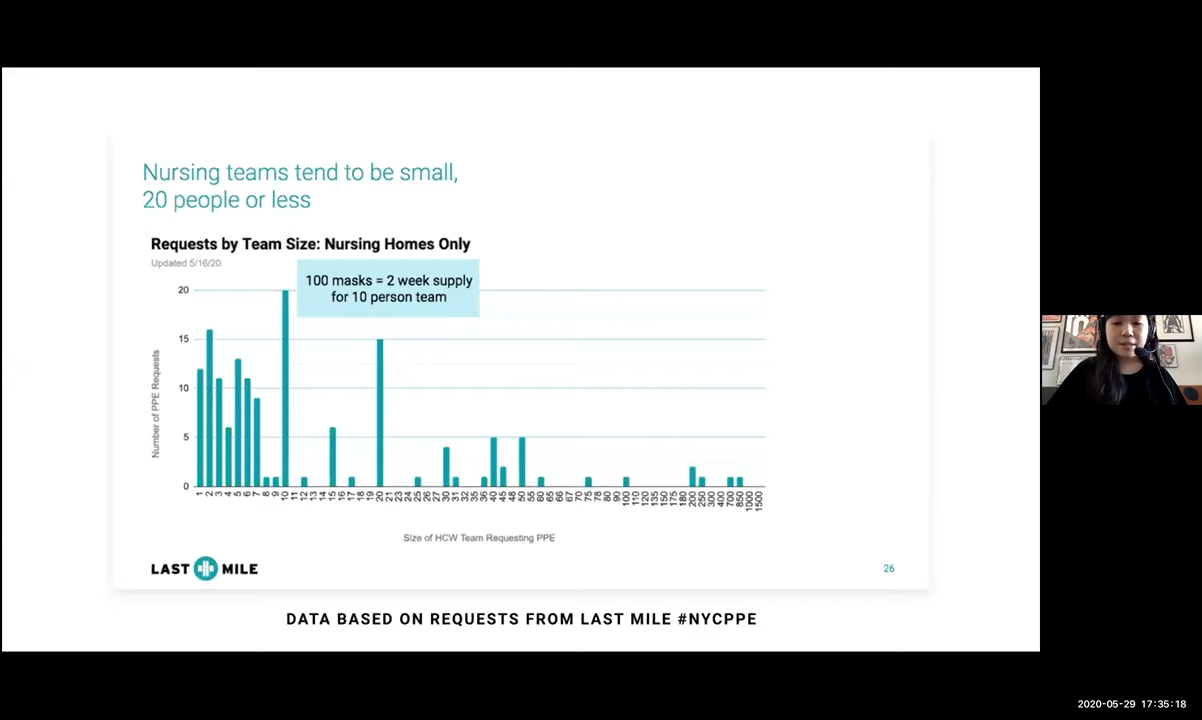 Nursing teams tend to be small,
20 people or less
Requests by Team Size: Nursing Homes Only
Updated 5/16/20
100 masks = 2 week supply
for 10 person team
Number of PPE Requests
20
15
10
5
0
1 2 3 4 5 6 7 8 9 10 11 12 13 14 15 16 17 18 19 20 21 23 24 25 26 27 30 31 32 35 36 40 45 48 50 55 60 65 66 67 70 75 78 80 90 100 110 120 135 150 175 180 200 250 300 400 700 850 1000 1500
Size of HCW Team Requesting PPE
LAST MILE
26
DATA BASED ON REQUESTS FROM LAST MILE #NYCPPE
2020-05-29 17:35:18